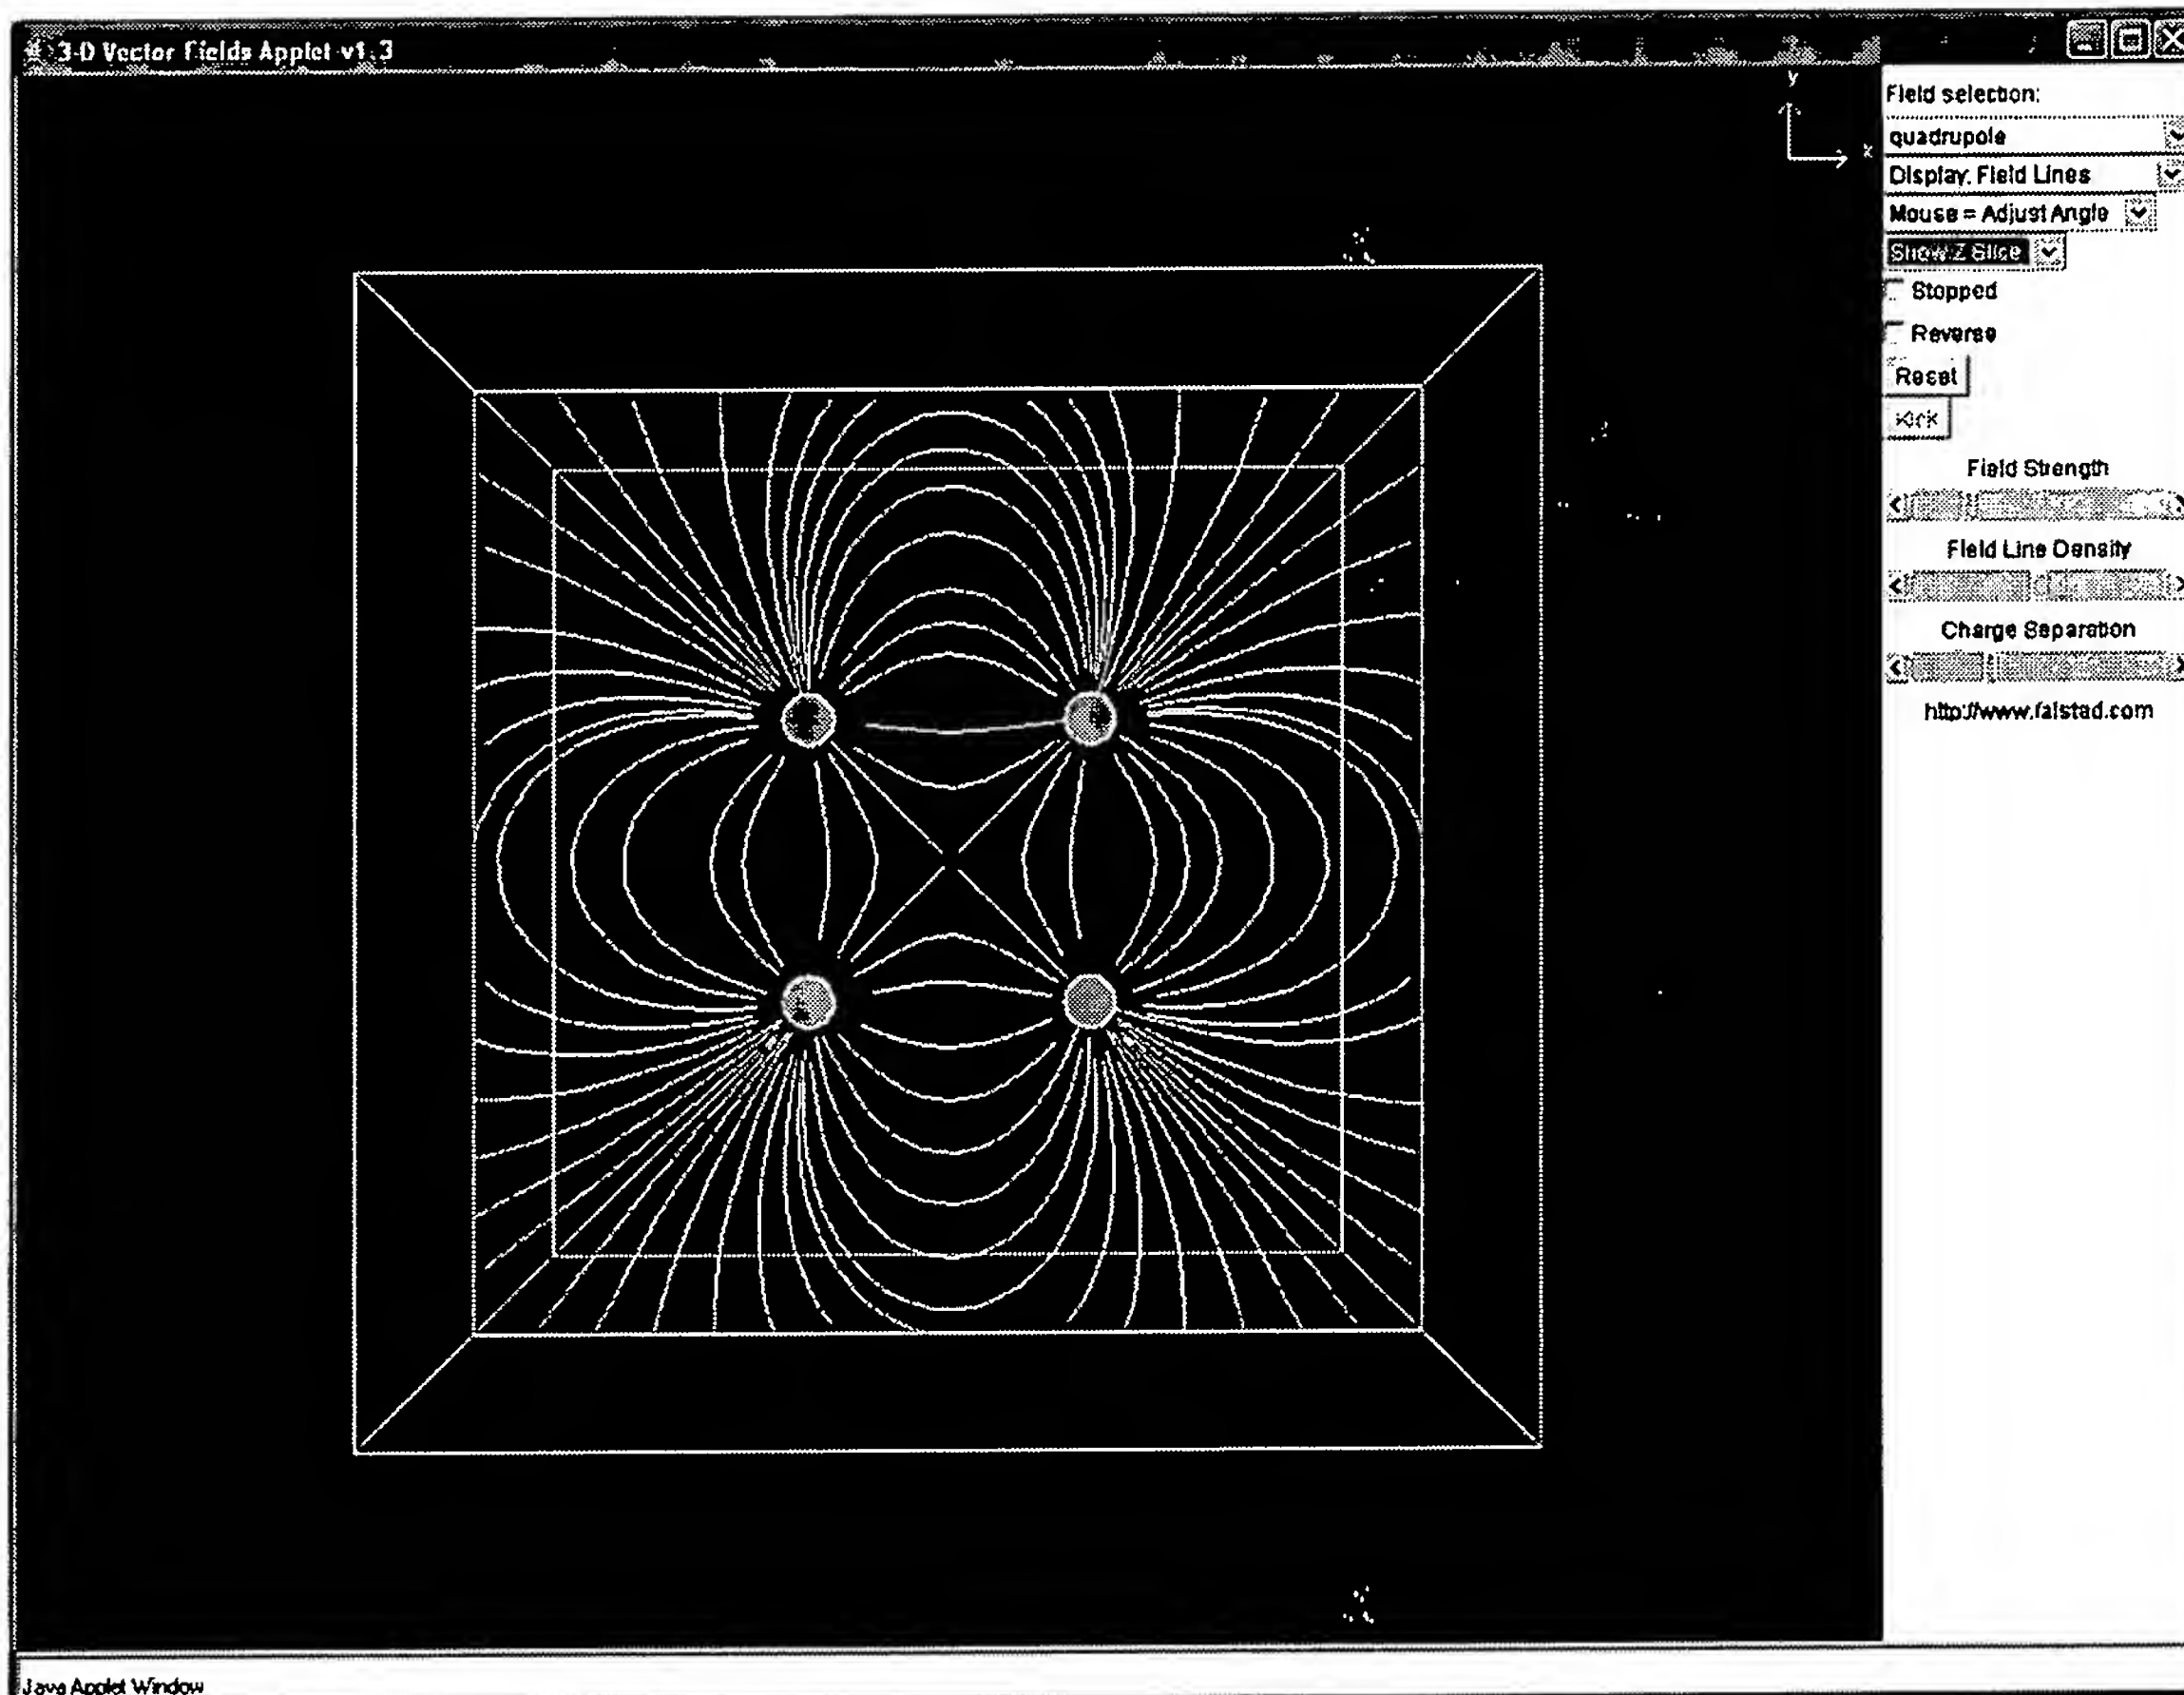 3-D Vector Fields Applet v1.3
y
x
Field selection:
quadrupole
Display: Field Lines
Mouse = Adjust Angle
Show Z Slice
Stopped
Reverse
Reset
Kick
Field Strength
Field Line Density
Charge Separation
http://www.falstad.com
Java Applet Window